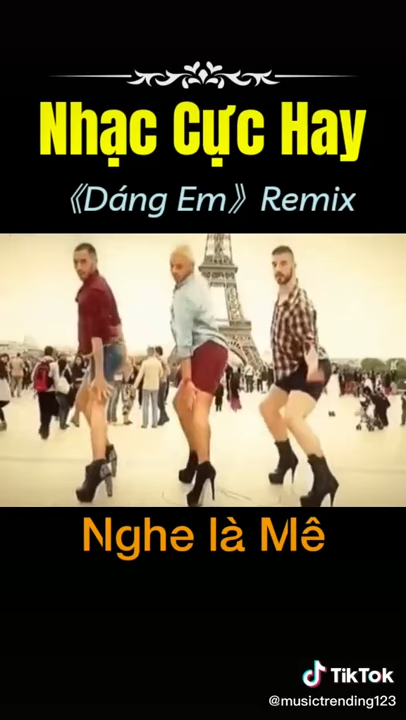 Nhạc Cực Hay
《Dáng Em》Remix
Nghe là Mê
TikTok
@musictrending123